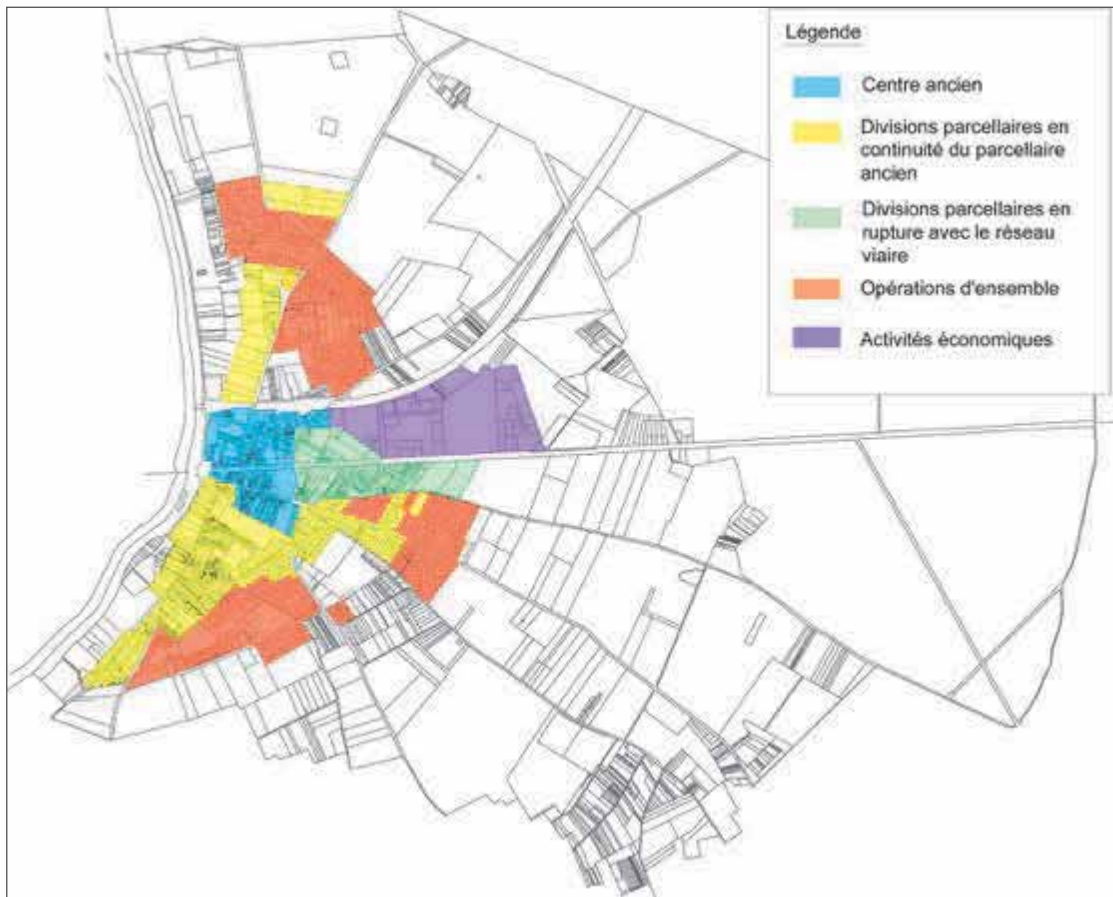 Légende
Centre ancien
Divisions parcellaires en
continuité du parcellaire
ancien
Divisions parcellaires en
rupture avec le réseau
viaire
Opérations d'ensemble
Activités économiques